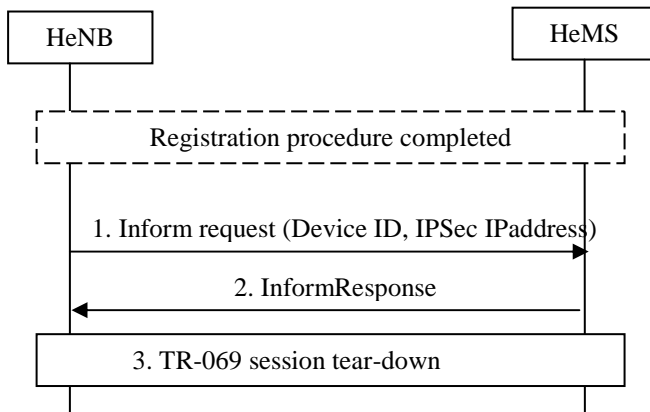 HeNB
HeMS
Registration procedure completed
1. Inform request (Device ID, IPSec IPaddress)
2. InformResponse
3. TR-069 session tear-down